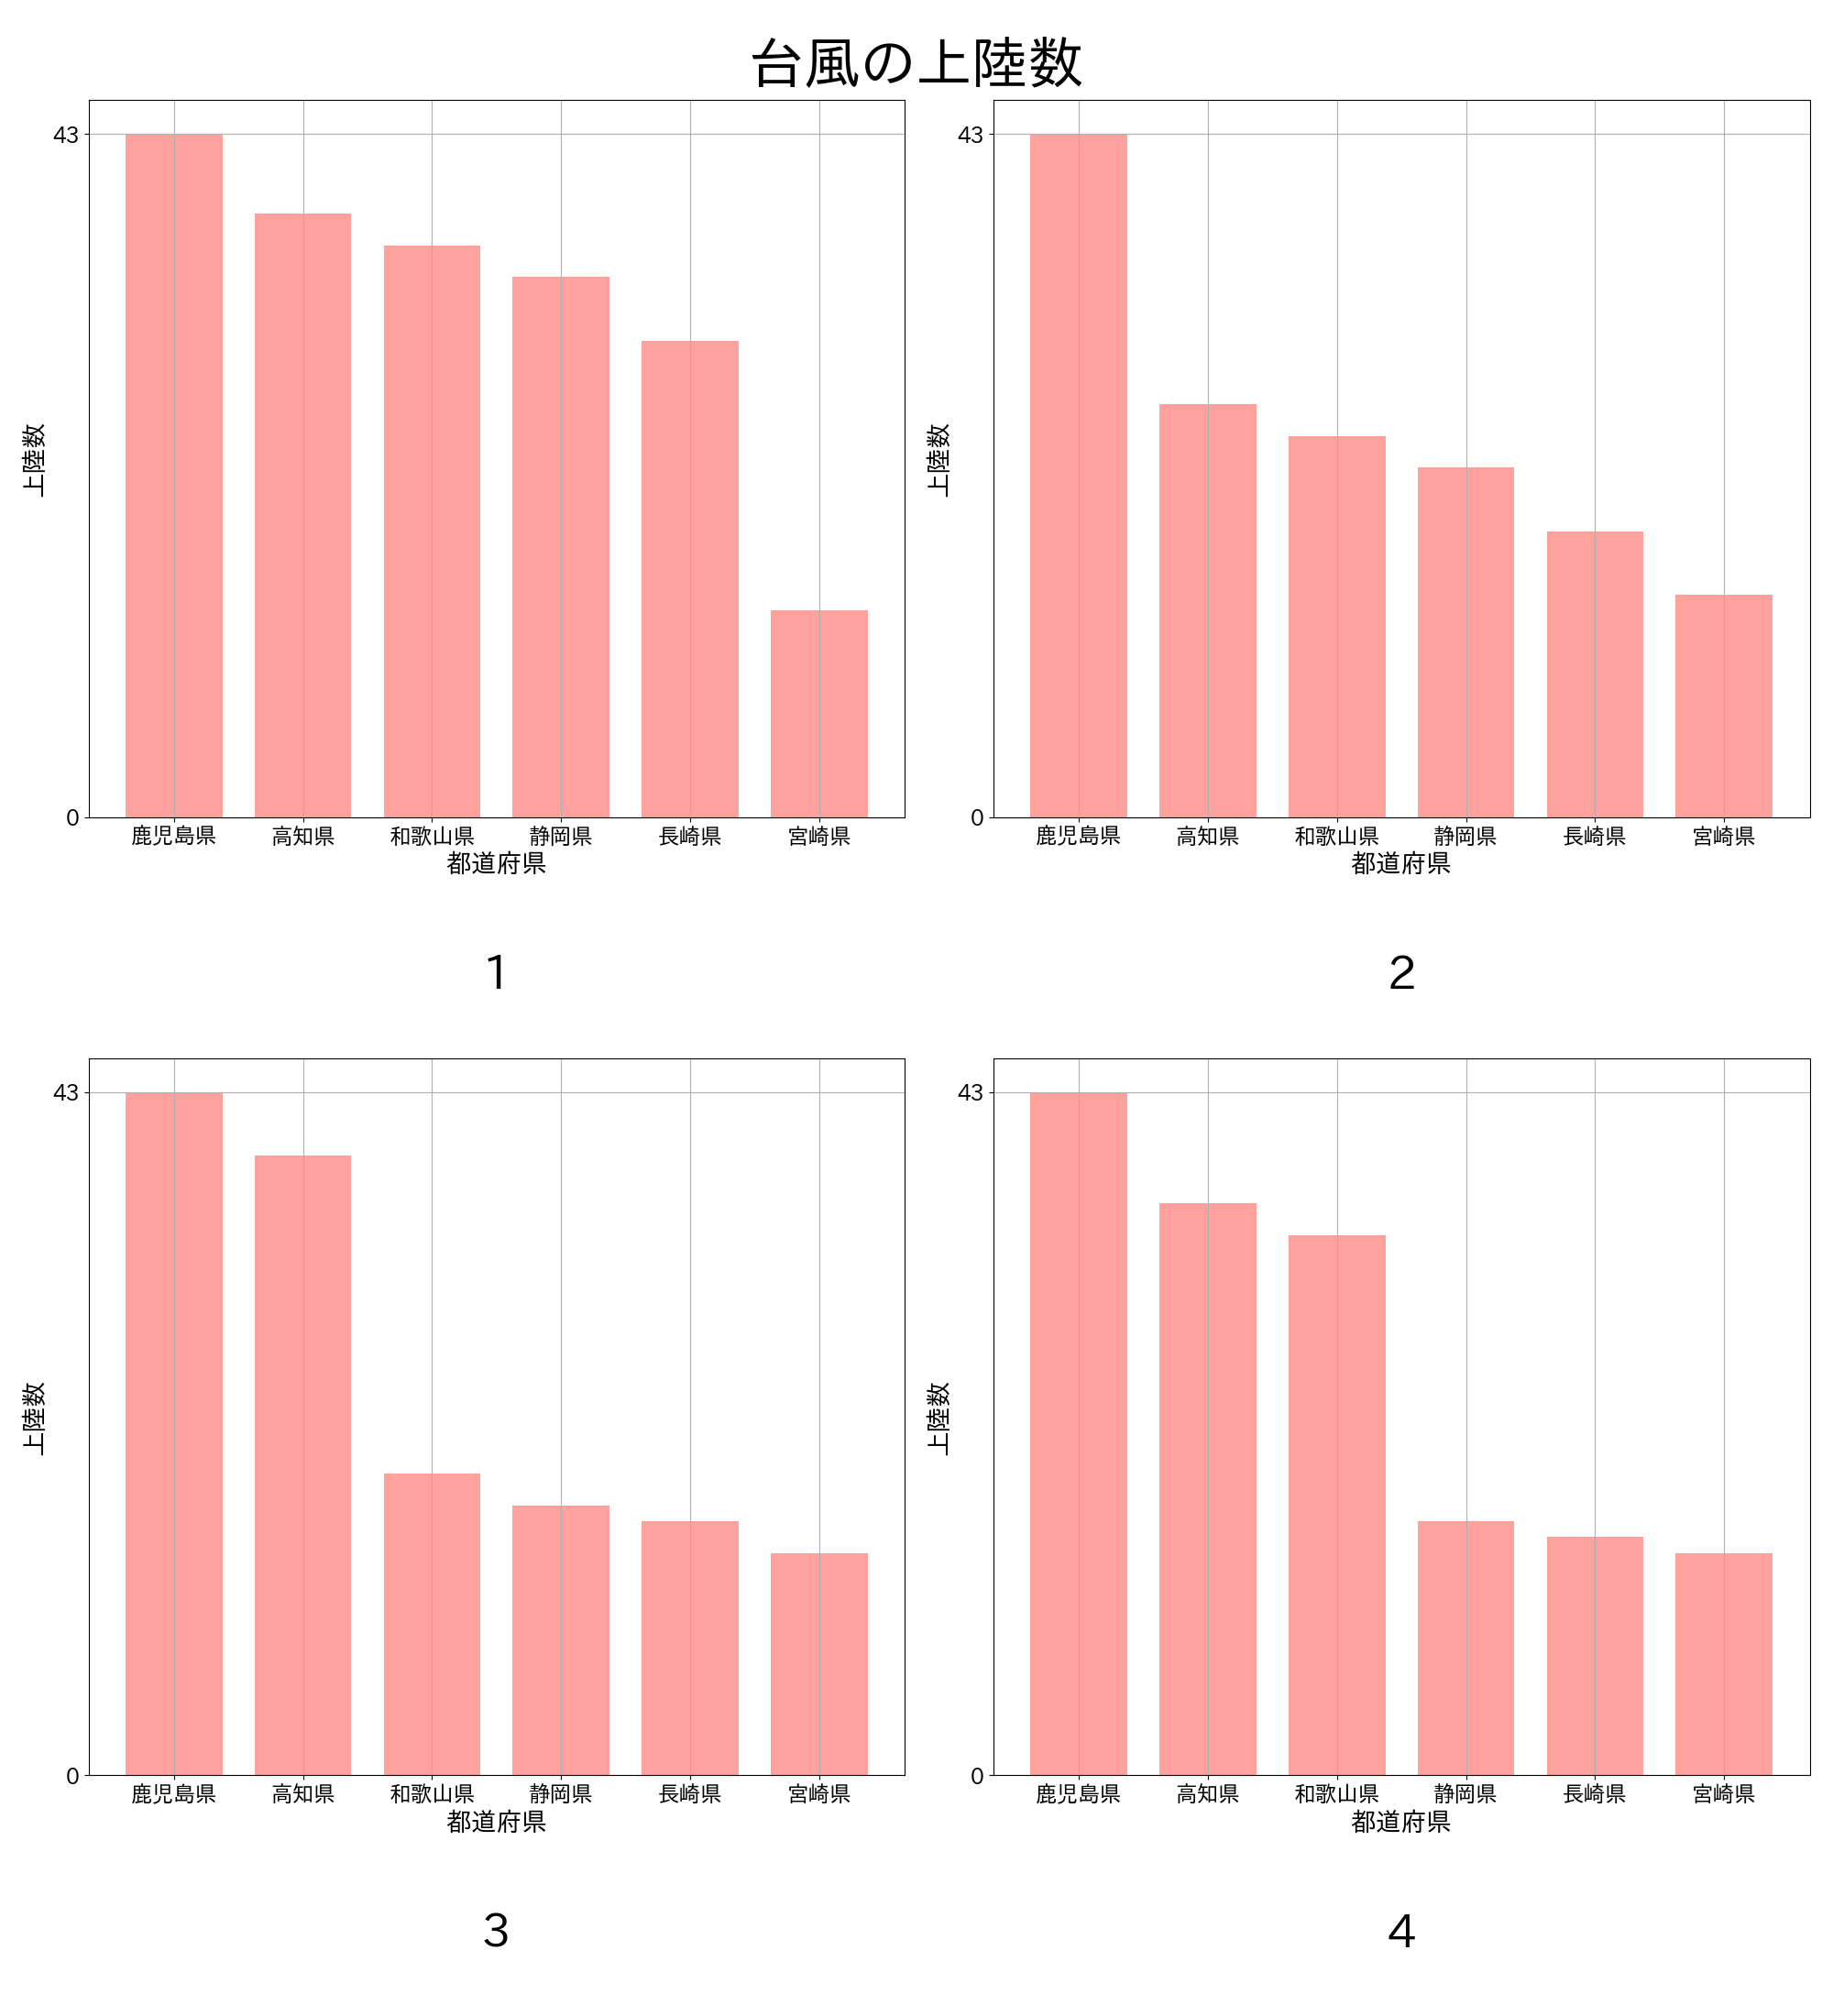 台風の上陸数
43
0
上陸数
鹿児島県 高知県 和歌山県 静岡県 長崎県 宮崎県
都道府県
1
43
0
上陸数
鹿児島県 高知県 和歌山県 静岡県 長崎県 宮崎県
都道府県
2
43
0
上陸数
鹿児島県 高知県 和歌山県 静岡県 長崎県 宮崎県
都道府県
3
43
0
上陸数
鹿児島県 高知県 和歌山県 静岡県 長崎県 宮崎県
都道府県
4